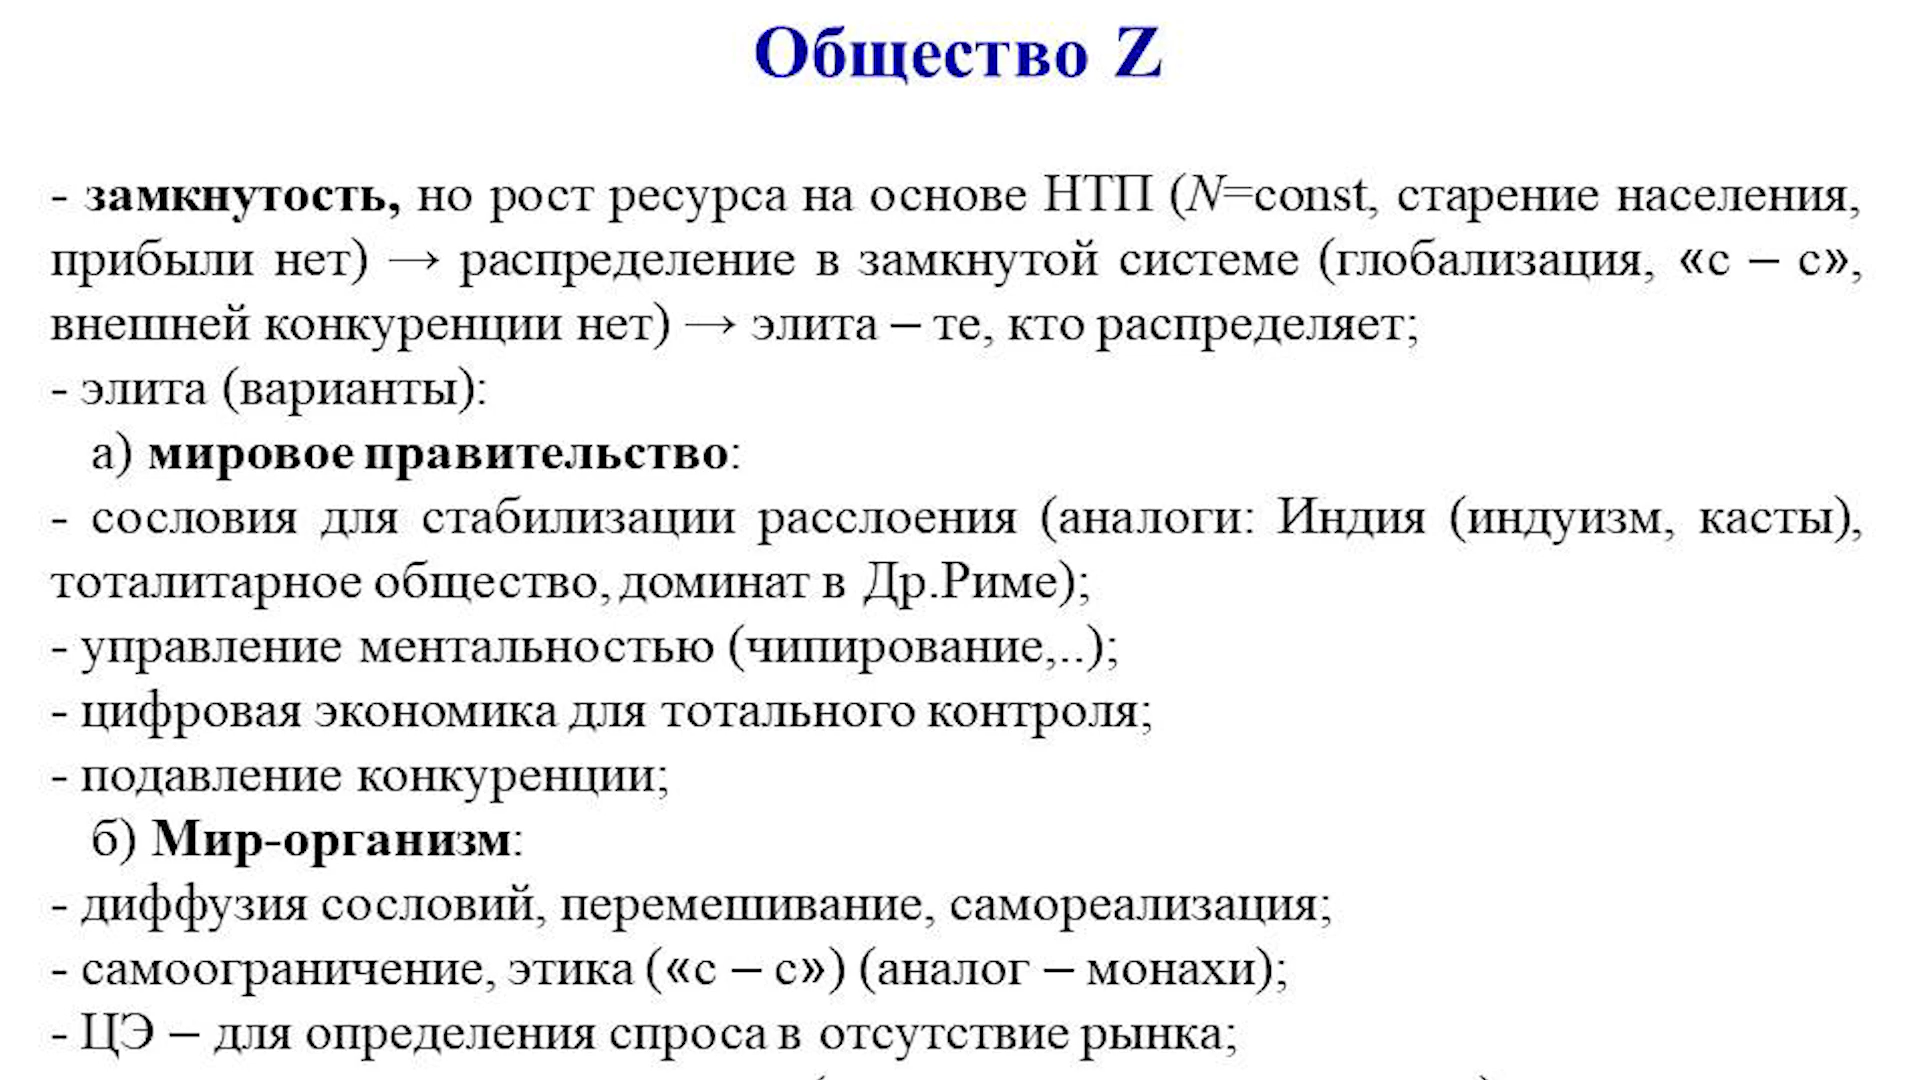 Общество Z
- замкнутость, но рост ресурса на основе НТП (N=const, старение населения,
прибыли нет) → распределение в замкнутой системе (глобализация, «с – с»,
внешней конкуренции нет) → элита – те, кто распределяет;
- элита (варианты):
а) мировое правительство:
- сословия для стабилизации расслоения (аналоги: Индия (индуизм, касты),
тоталитарное общество, доминат в Др.Риме);
- управление ментальностью (чипирование,..);
- цифровая экономика для тотального контроля;
- подавление конкуренции;
б) Мир-организм:
- диффузия сословий, перемешивание, самореализация;
- самоограничение, этика («с – с») (аналог – монахи);
- ЦЭ – для определения спроса в отсутствие рынка;